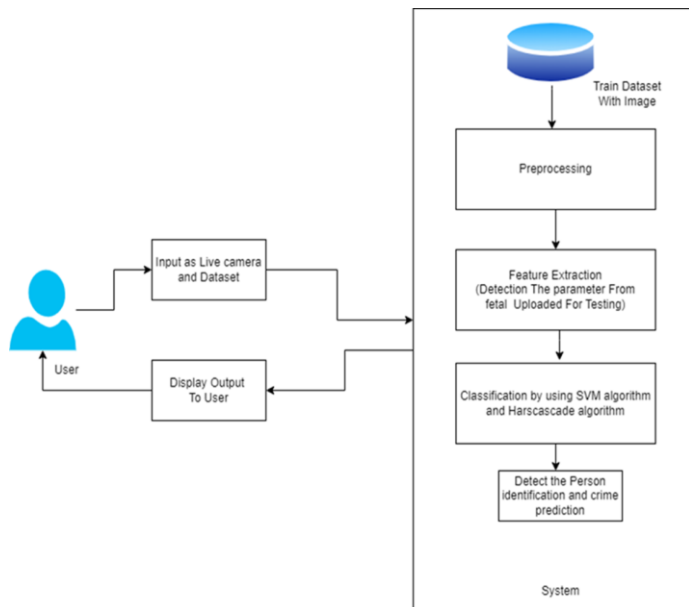 Train Dataset
With Image
Preprocessing
Input as Live camera
and Dataset
Feature Extraction
(Detection The parameter From
fetal Uploaded For Testing)
User
Display Output
To User
Classification by using SVM algorithm
and Harscascade algorithm
Detect the Person
identification and crime
prediction
System